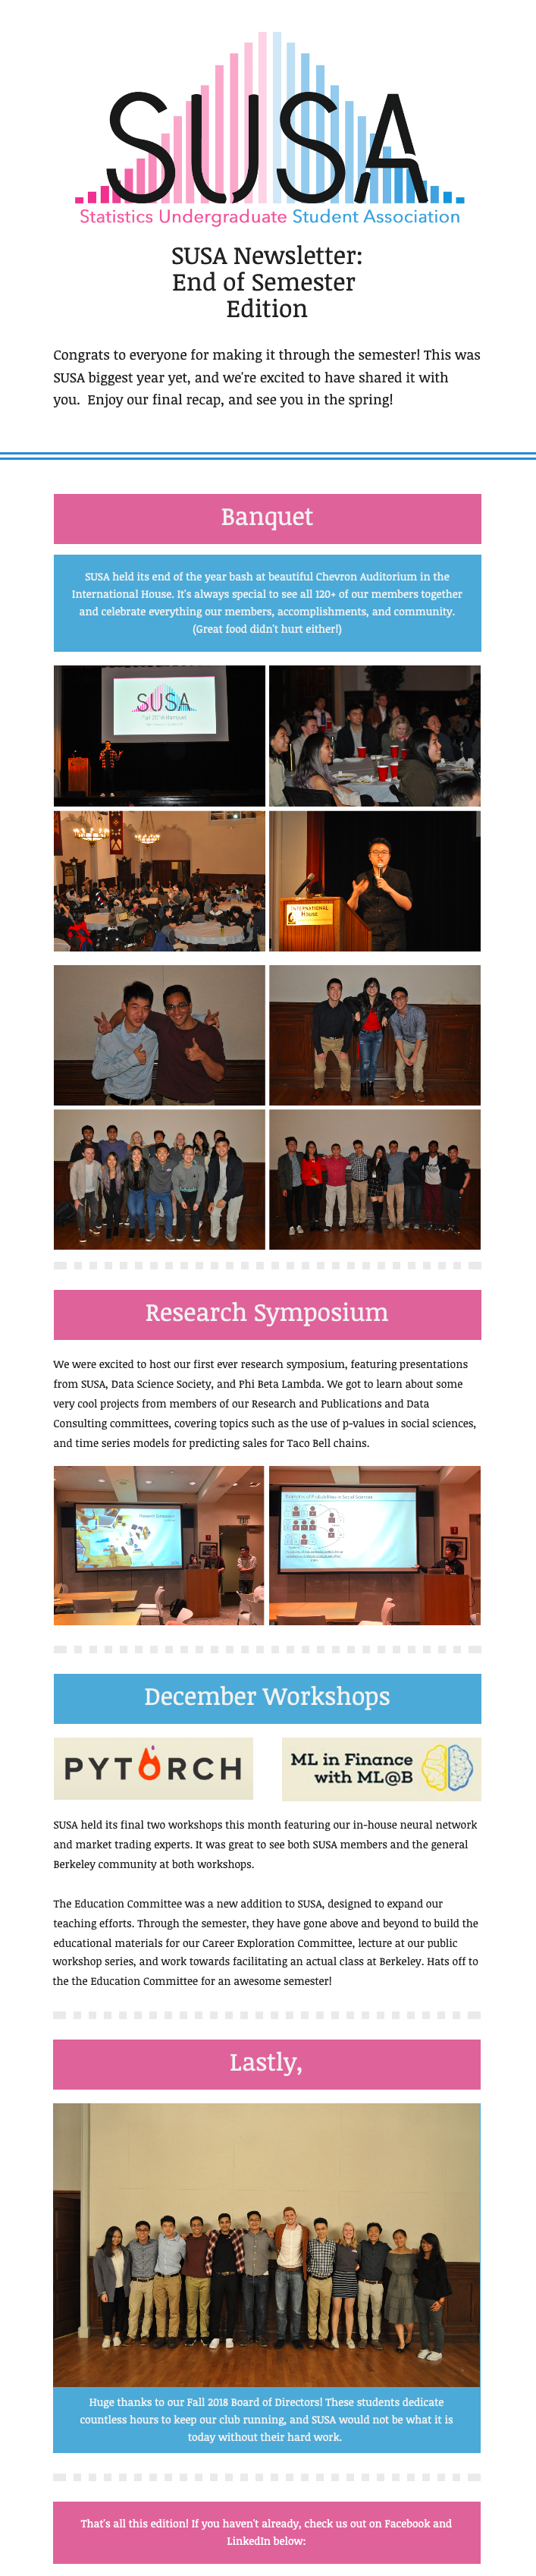 SUSA
Statistics Undergraduate Student Association
SUSA Newsletter:
End of Semester
Edition
Congrats to everyone for making it through the semester! This was
SUSA biggest year yet, and we're excited to have shared it with
you.  Enjoy our final recap, and see you in the spring!
Banquet
SUSA held its end of the year bash at beautiful Chevron Auditorium in the
International House. It's always special to see all 120+ of our members together
and celebrate everything our members, accomplishments, and community.
(Great food didn't hurt either!)
SUSA
Fall 2018 Banquet
INTERNATIONAL
House
Research Symposium
We were excited to host our first ever research symposium, featuring presentations
from SUSA, Data Science Society, and Phi Beta Lambda. We got to learn about some
very cool projects from members of our Research and Publications and Data
Consulting committees, covering topics such as the use of p-values in social sciences,
and time series models for predicting sales for Taco Bell chains.
Research Symposium
Examples of Probabilities in Social Sciences
December Workshops
PYTORCH
ML in Finance
with ML@B
SUSA held its final two workshops this month featuring our in-house neural network
and market trading experts. It was great to see both SUSA members and the general
Berkeley community at both workshops.
The Education Committee was a new addition to SUSA, designed to expand our
teaching efforts. Through the semester, they have gone above and beyond to build the
educational materials for our Career Exploration Committee, lecture at our public
workshop series, and work towards facilitating an actual class at Berkeley. Hats off to
the the Education Committee for an awesome semester!
Lastly,
Huge thanks to our Fall 2018 Board of Directors! These students dedicate
countless hours to keep our club running, and SUSA would not be what it is
today without their hard work.
That's all this edition! If you haven't already, check us out on Facebook and
LinkedIn below: